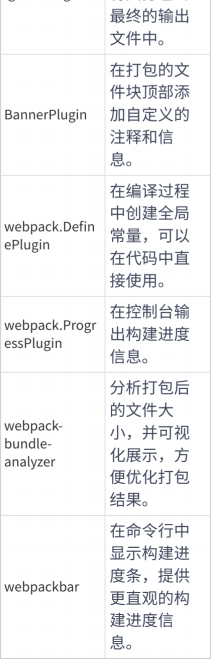 最终的输出
文件中。
BannerPlugin
在打包的文
件块顶部添
加自定义的
注释和信
息。
webpack.Defin
ePlugin
在编译过程
中创建全局
常量，可以
在代码中直
接使用。
webpack.Progr
essPlugin
在控制台输
出构建进度
信息。
webpack-
bundle-
analyzer
分析打包后
的文件大
小，并可视
化展示，方
便优化打包
结果。
webpackbar
在命令行中
显示构建进
度条，提供
更直观的构
建进度信
息。